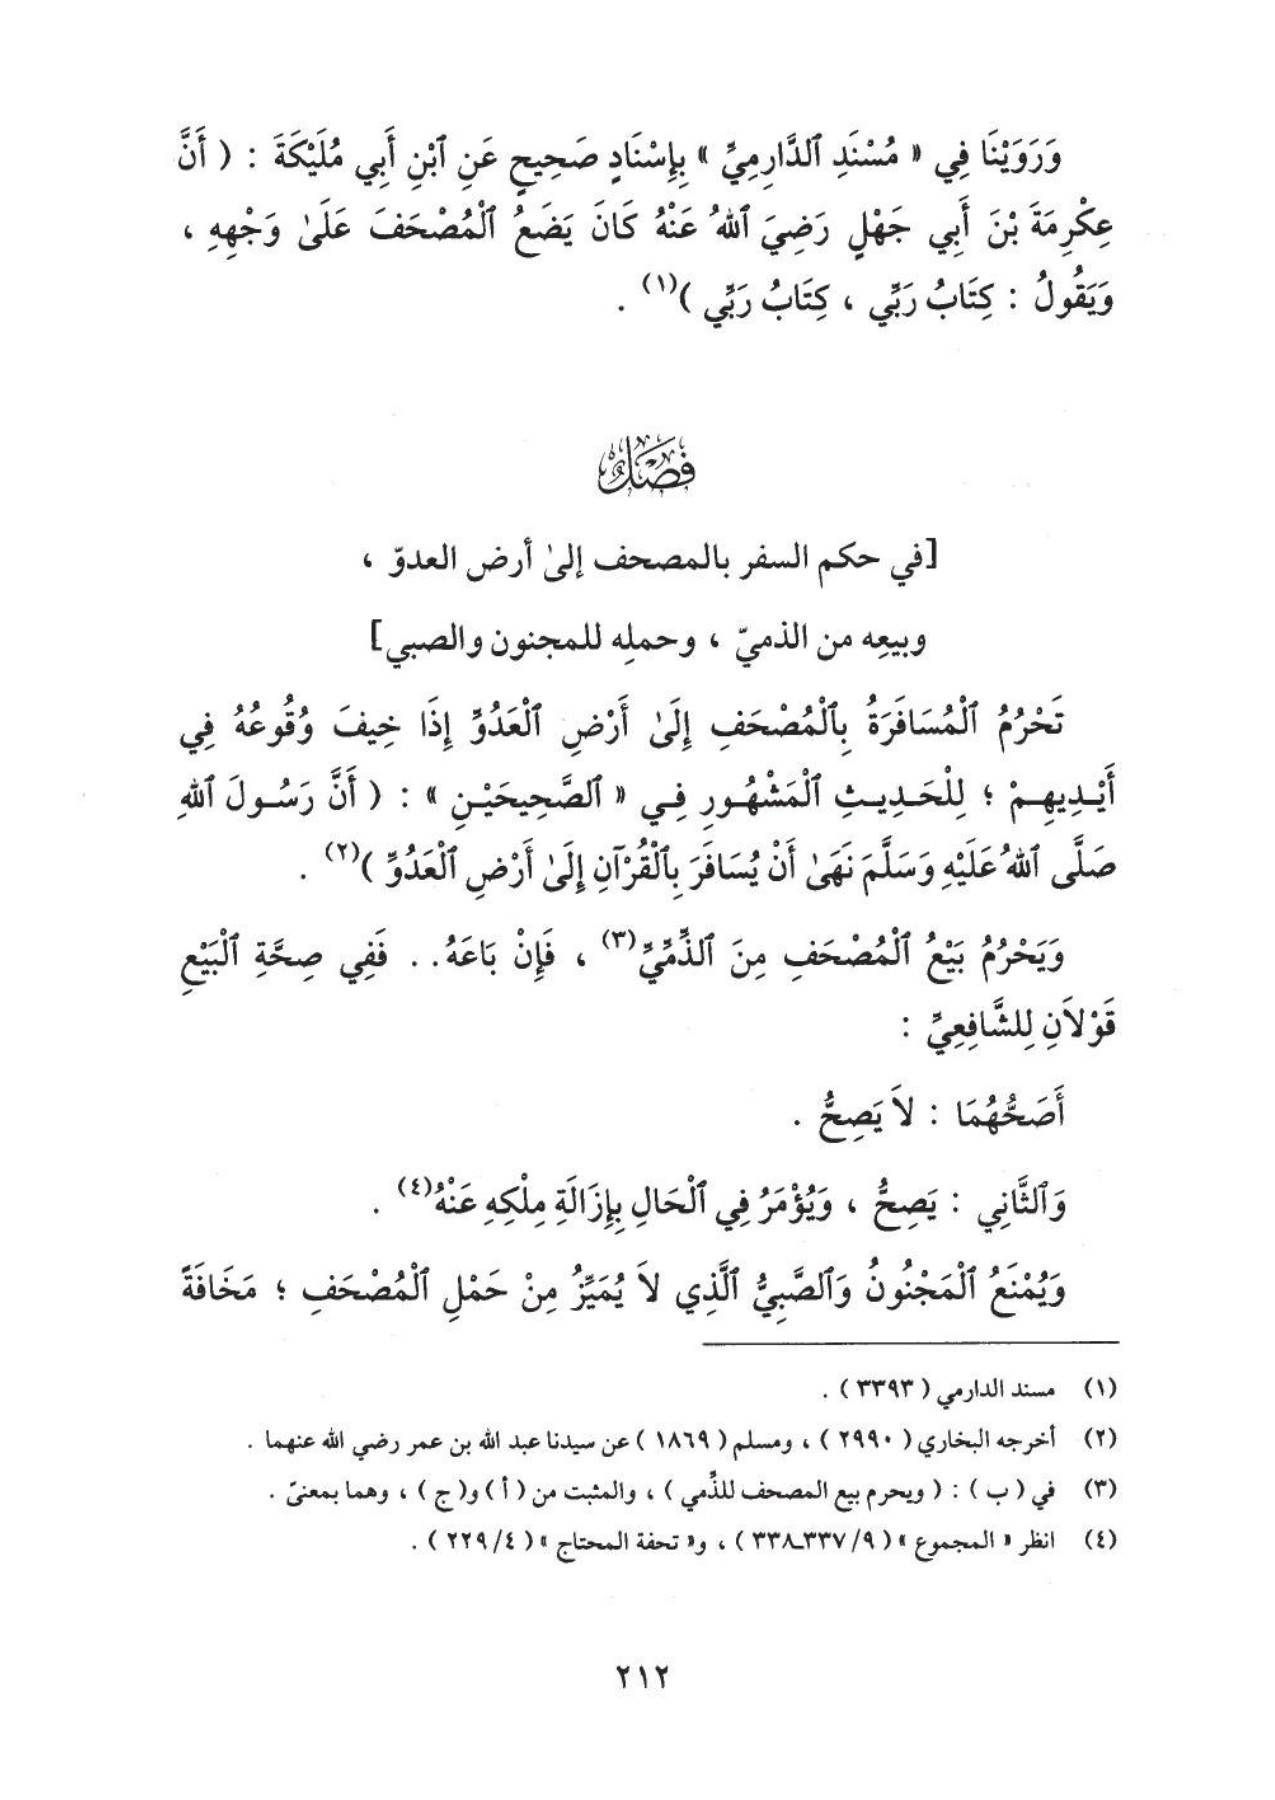 وَرَوَيْنَا فِي « مُسْنَدِ ٱلدَّارِمِيِّ » بِإِسْنَادٍ صَحِيحٍ عَنِ ٱبْنِ أَبِي مُلَيْكَةَ : ( أَنَّ
عِكْرِمَةَ بْنَ أَبِي جَهْلٍ رَضِيَ ٱللهُ عَنْهُ كَانَ يَضَعُ ٱلْمُصْحَفَ عَلَىٰ وَجْهِهِ ،
وَيَقُولُ : كِتَابُ رَبِّي ، كِتَابُ رَبِّي )(١) .
فَصْلٌ
[في حكم السفر بالمصحف إلىٰ أرض العدوّ ،
وبيعِه من الذميّ ، وحملِه للمجنون والصبي]
تَحْرُمُ ٱلْمُسَافَرَةُ بِٱلْمُصْحَفِ إِلَىٰ أَرْضِ ٱلْعَدُوِّ إِذَا خِيفَ وُقُوعُهُ فِي
أَيْدِيهِمْ ؛ لِلْحَدِيثِ ٱلْمَشْهُورِ فِي « ٱلصَّحِيحَيْنِ » : ( أَنَّ رَسُولَ ٱللهِ
صَلَّى ٱللهُ عَلَيْهِ وَسَلَّمَ نَهَىٰ أَنْ يُسَافَرَ بِٱلْقُرْآنِ إِلَىٰ أَرْضِ ٱلْعَدُوِّ )(٢) .
وَيَحْرُمُ بَيْعُ ٱلْمُصْحَفِ مِنَ ٱلذِّمِّيِّ(٣) ، فَإِنْ بَاعَهُ . . فَفِي صِحَّةِ ٱلْبَيْعِ
قَوْلاَنِ لِلشَّافِعِيِّ :
أَصَحُّهُمَا : لاَ يَصِحُّ .
وَٱلثَّانِي : يَصِحُّ ، وَيُؤْمَرُ فِي ٱلْحَالِ بِإِزَالَةِ مِلْكِهِ عَنْهُ(٤) .
وَيُمْنَعُ ٱلْمَجْنُونُ وَٱلصَّبِيُّ ٱلَّذِي لاَ يُمَيِّزُ مِنْ حَمْلِ ٱلْمُصْحَفِ ؛ مَخَافَةً
(١) مسند الدارمي ( ٣٣٩٣ ) .
(٢) أخرجه البخاري ( ٢٩٩٠ ) ، ومسلم ( ١٨٦٩ ) عن سيدنا عبد الله بن عمر رضي الله عنهما .
(٣) في ( ب ) : ( ويحرم بيع المصحف للذِّمي ) ، والمثبت من ( أ ) و( ج ) ، وهما بمعنىً .
(٤) انظر « المجموع » ( ٩/ ٣٣٧ـ٣٣٨ ) ، و« تحفة المحتاج » ( ٤/ ٢٢٩ ) .
٢١٢